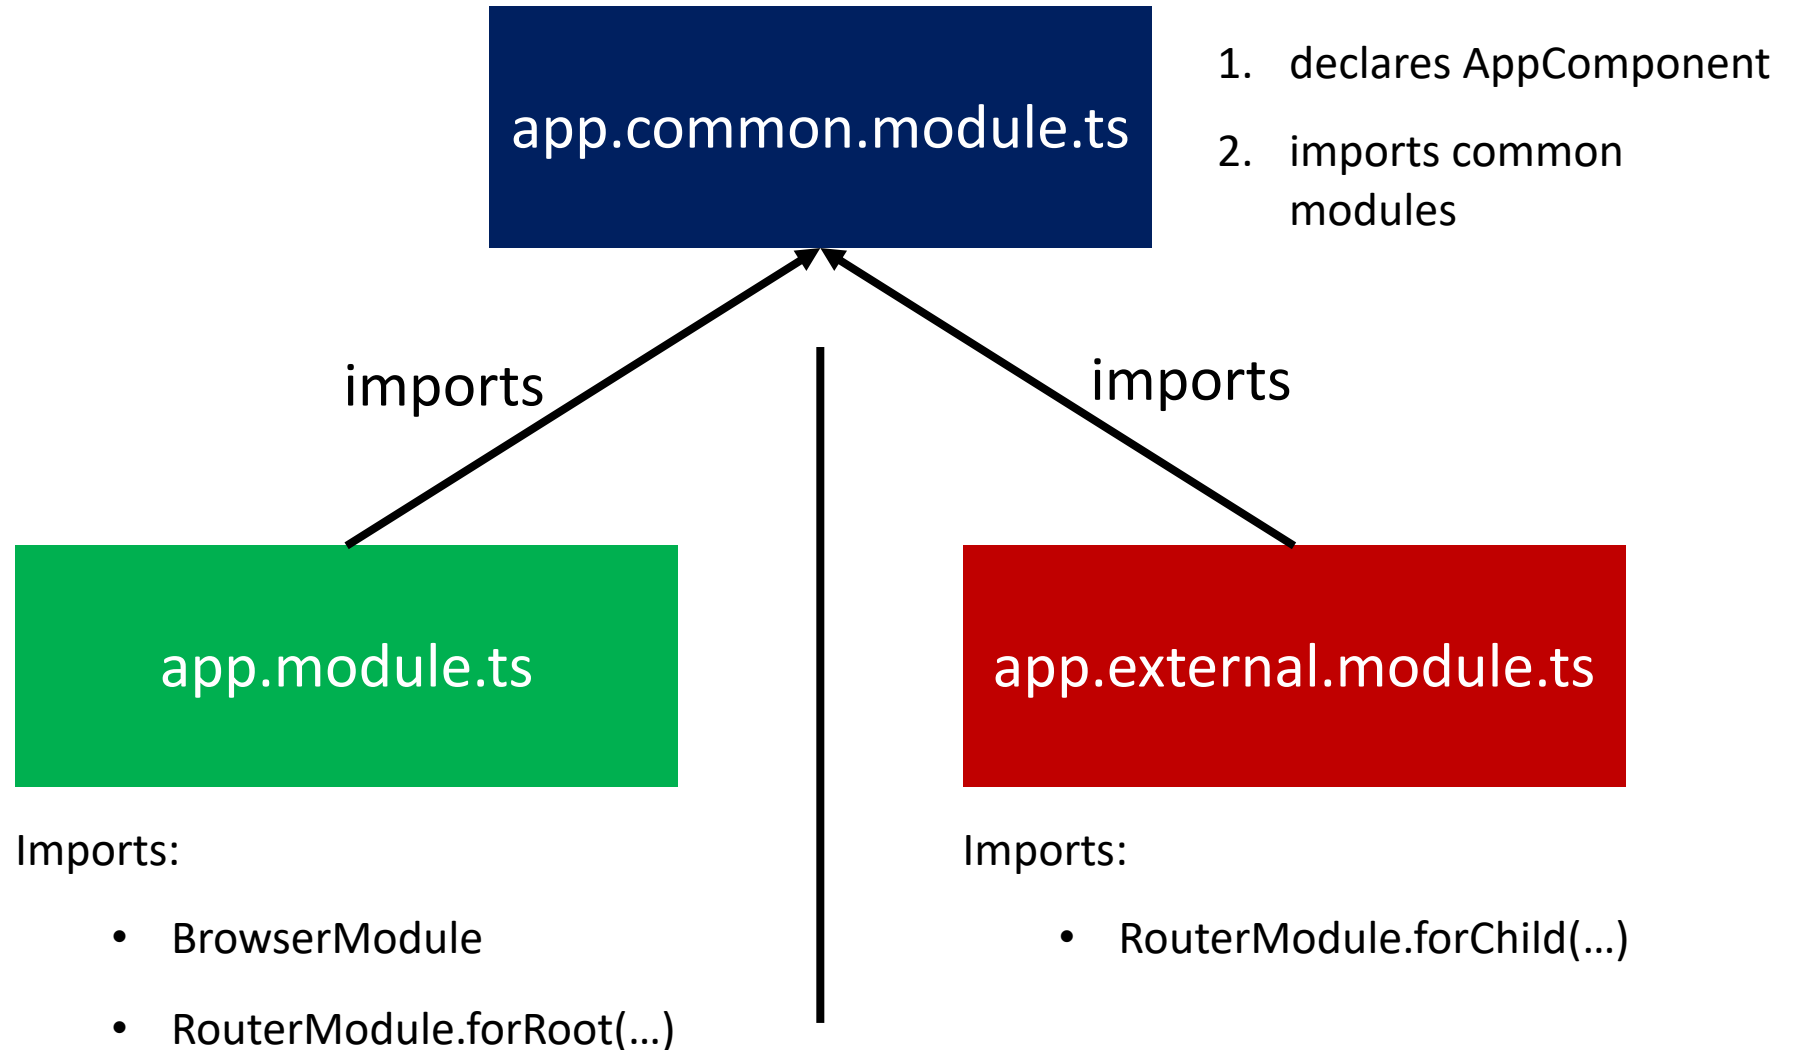 app.common.module.ts
1. declares AppComponent
2. imports common
modules
imports
imports
app.module.ts
app.external.module.ts
Imports:
• BrowserModule
• RouterModule.forRoot(…)
Imports:
• RouterModule.forChild(…)